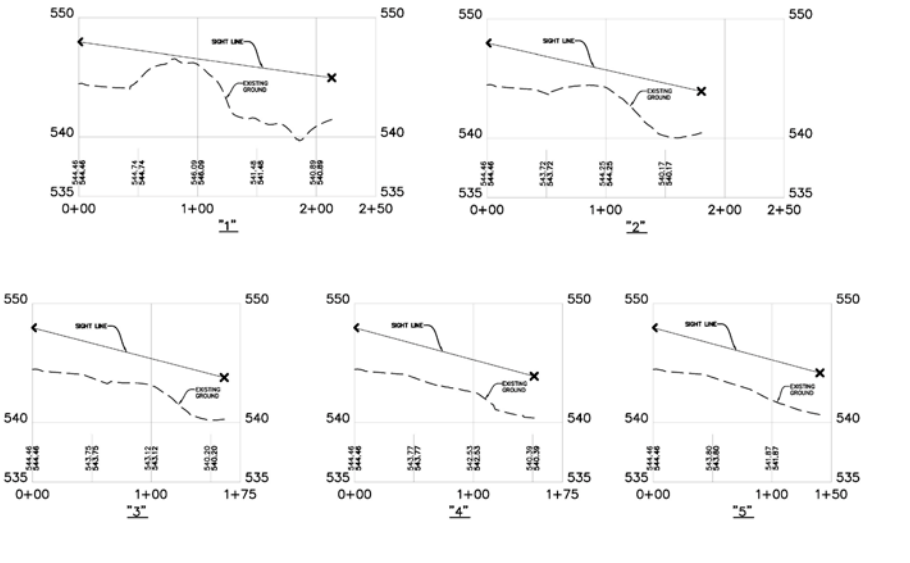 550 550
SIGHT LINE
EXISTING
GROUND
540 540
544.46 544.46 544.74 544.74 546.09 546.09 541.48 541.48 540.89 540.89
535 535
0+00 1+00 2+00 2+50
"1"
550 550
SIGHT LINE
EXISTING
GROUND
540 540
544.46 544.46 543.72 543.72 544.25 544.25 540.17 540.17
535 535
0+00 1+00 2+00 2+50
"2"
550 550
SIGHT LINE
EXISTING
GROUND
540 540
544.46 544.46 543.75 543.75 543.12 543.12 540.20 540.20
535 535
0+00 1+00 1+75
"3"
550 550
SIGHT LINE
EXISTING
GROUND
540 540
544.46 544.46 543.77 543.77 542.53 542.53 540.39 540.39
535 535
0+00 1+00 1+75
"4"
550 550
SIGHT LINE
EXISTING
GROUND
540 540
544.46 544.46 543.60 543.60 541.87 541.87
535 535
0+00 1+00 1+50
"5"